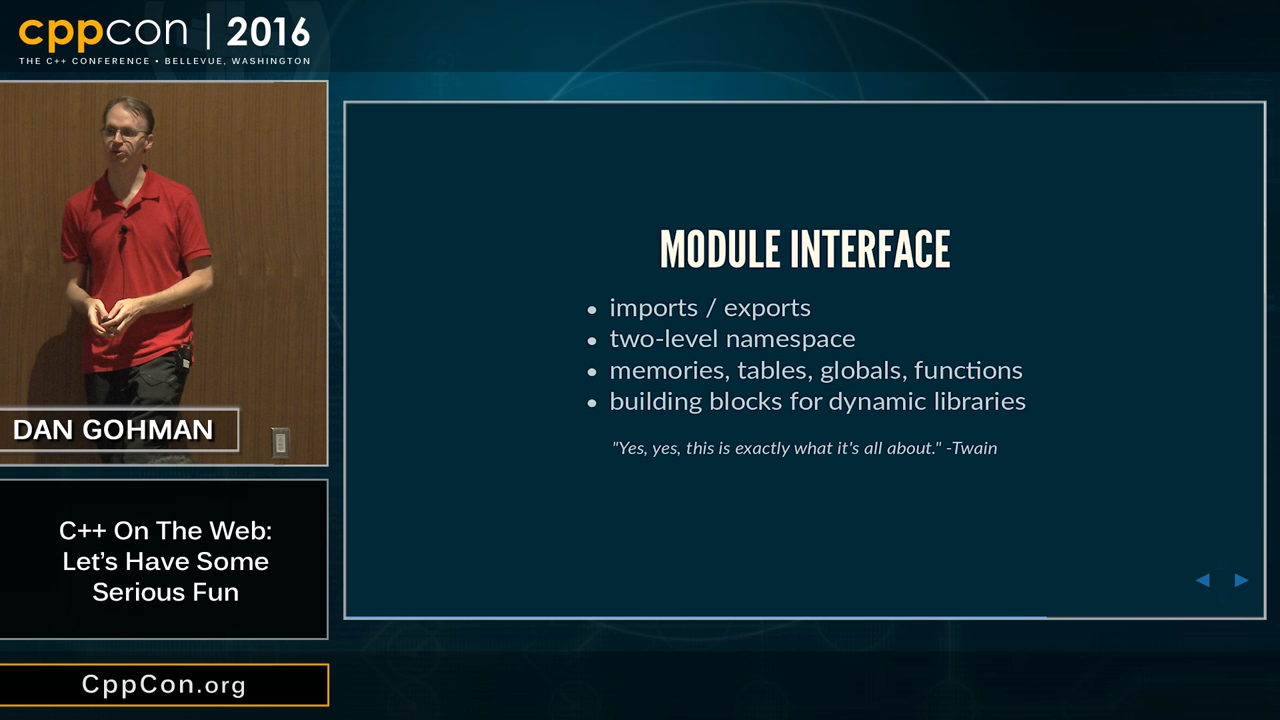 cppcon | 2016
THE C++ CONFERENCE • BELLEVUE, WASHINGTON
DAN GOHMAN
C++ On The Web:
Let's Have Some
Serious Fun
CppCon.org
MODULE INTERFACE
• imports / exports
• two-level namespace
• memories, tables, globals, functions
• building blocks for dynamic libraries
"Yes, yes, this is exactly what it's all about." -Twain